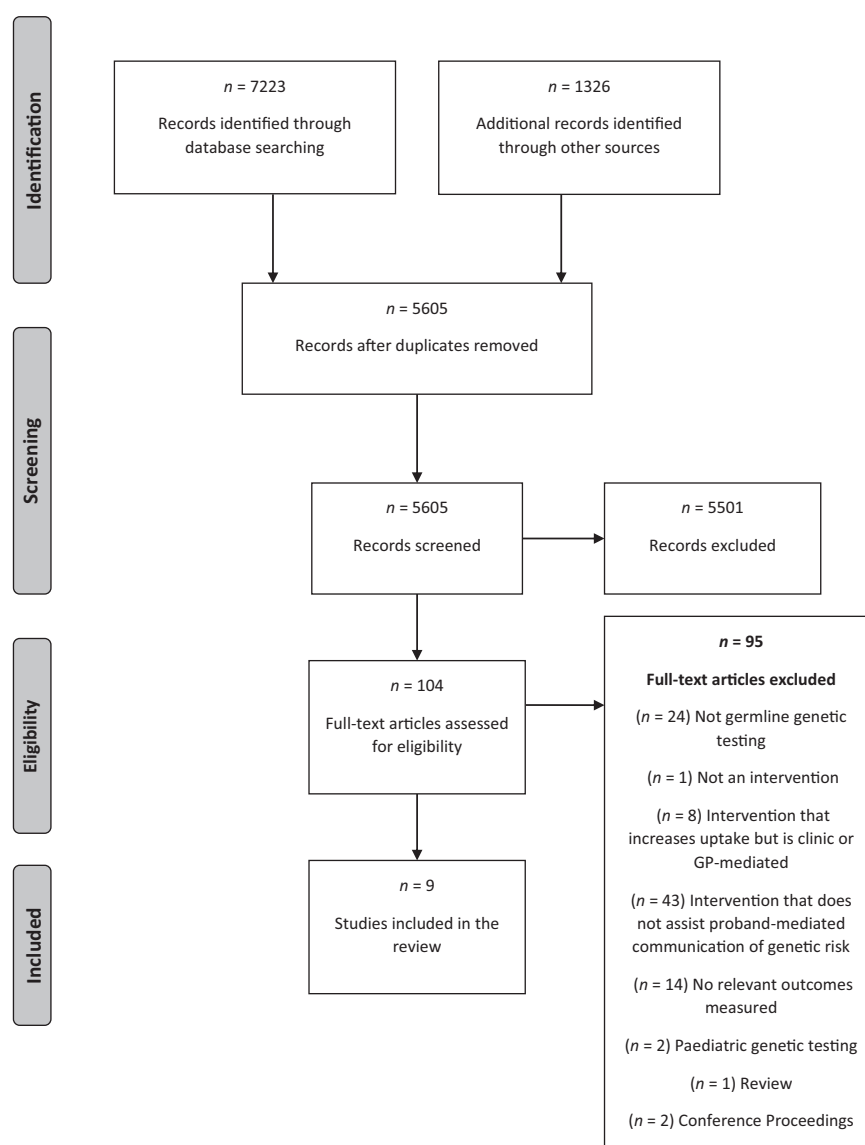 Identification
n = 7223
Records identified through
database searching
n = 1326
Additional records identified
through other sources
n = 5605
Records after duplicates removed
Screening
n = 5605
Records screened
n = 5501
Records excluded
Eligibility
n = 104
Full-text articles assessed
for eligibility
n = 95
Full-text articles excluded
(n = 24) Not germline genetic
testing
(n = 1) Not an intervention
(n = 8) Intervention that
increases uptake but is clinic or
GP-mediated
(n = 43) Intervention that does
not assist proband-mediated
communication of genetic risk
(n = 14) No relevant outcomes
measured
(n = 2) Paediatric genetic testing
(n = 1) Review
(n = 2) Conference Proceedings
Included
n = 9
Studies included in the
review